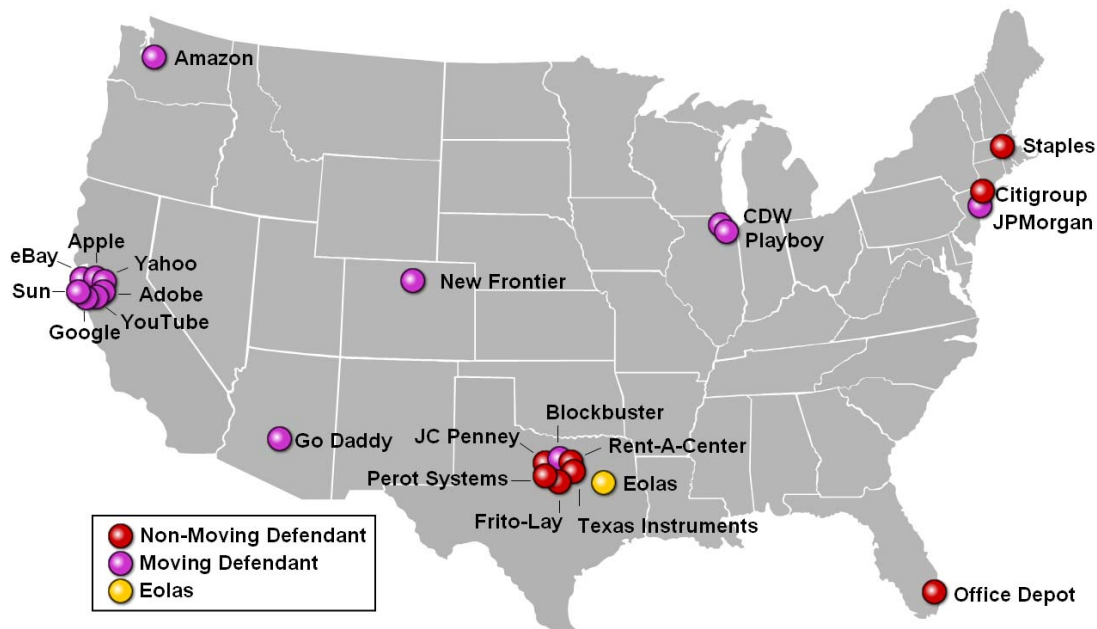 Amazon
Staples
Citigroup
JPMorgan
CDW
Playboy
Apple
eBay
Yahoo
New Frontier
Sun
Adobe
YouTube
Google
Blockbuster
Go Daddy
JC Penney
Rent-A-Center
Perot Systems
Eolas
Frito-Lay
Texas Instruments
Non-Moving Defendant
Moving Defendant
Eolas
Office Depot